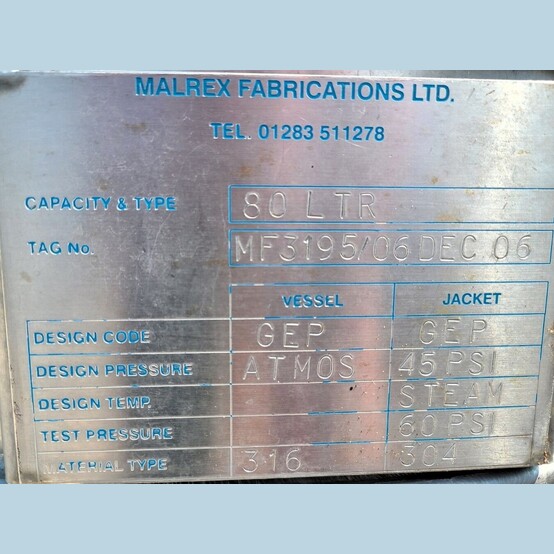 MALREX FABRICATIONS LTD.
TEL. 01283 511278
CAPACITY & TYPE 80 LTR
TAG No. MF3195/06 DEC 06
VESSEL JACKET
DESIGN CODE GEP GEP
DESIGN PRESSURE ATMOS 45 PSI
DESIGN TEMP. STEAM
TEST PRESSURE 60 PSI
MATERIAL TYPE 316 304